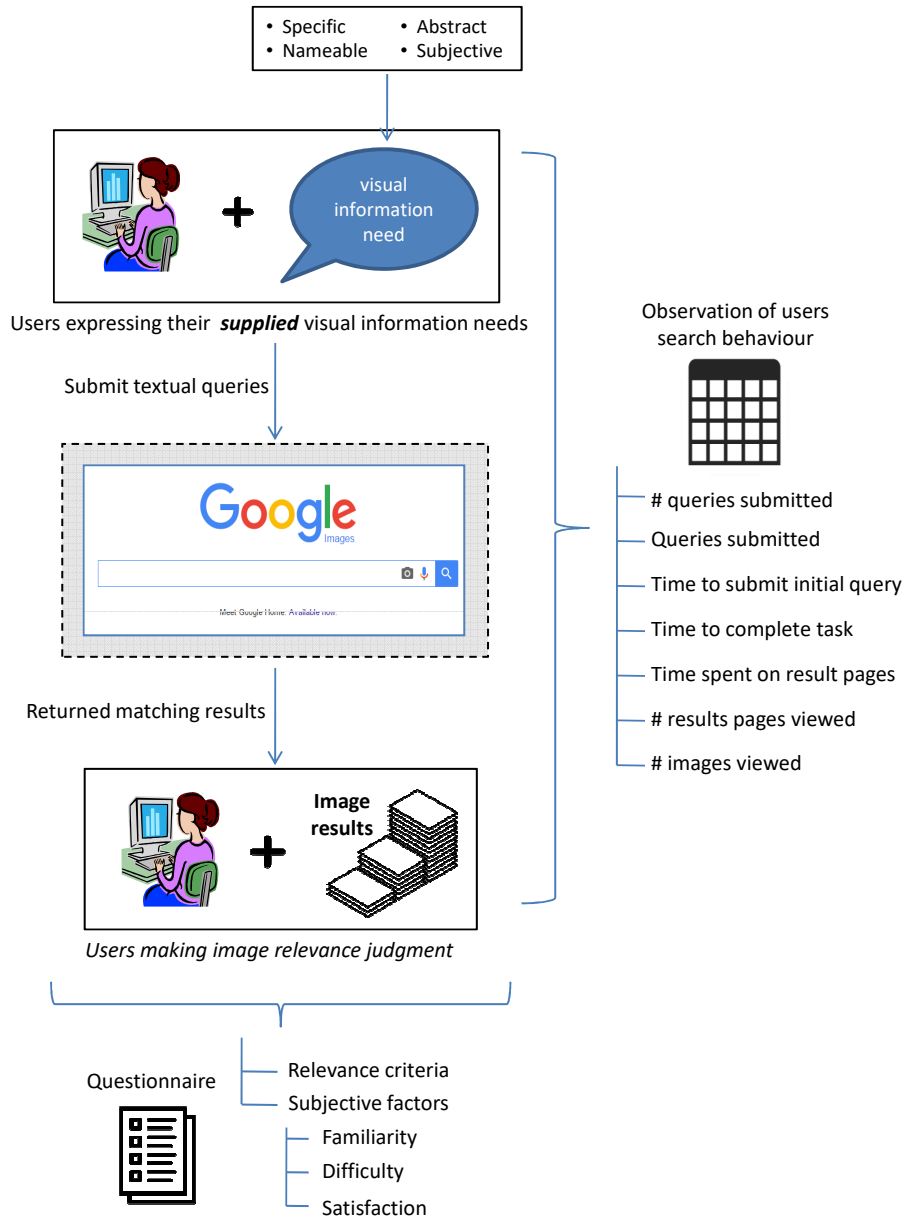 • Specific
• Nameable
• Abstract
• Subjective
visual
information
need
Users expressing their supplied visual information needs
Submit textual queries
Google
Images
Meet Google Home. Available now.
Returned matching results
Image
results
Users making image relevance judgment
Observation of users
search behaviour
# queries submitted
Queries submitted
Time to submit initial query
Time to complete task
Time spent on result pages
# results pages viewed
# images viewed
Questionnaire
Relevance criteria
Subjective factors
Familiarity
Difficulty
Satisfaction